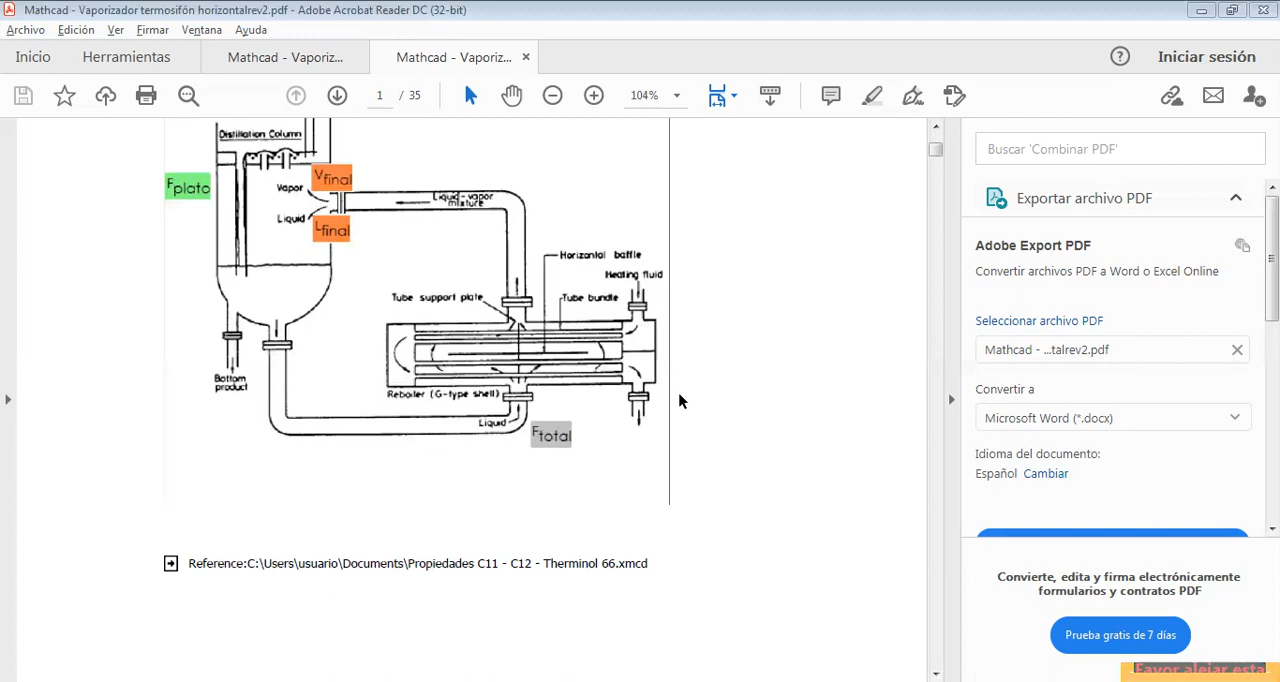 Mathcad - Vaporizador termosifón horizontalrev2.pdf - Adobe Acrobat Reader DC (32-bit)
Archivo Edición Ver Firmar Ventana Ayuda
Inicio Herramientas Mathcad - Vaporiz... Mathcad - Vaporiz... × Iniciar sesión
1 / 35 104%
Distillation Column
Fplato
Vfinal
Vapor
Liquid-vapor
mixture
Liquid
Lfinal
Horizontal baffle
Heating fluid
Tube support plate
Tube bundle
Bottom
product
Reboiler (G-type shell)
Liquid
Ftotal
Reference:C:\Users\usuario\Documents\Propiedades C11 - C12 - Therminol 66.xmcd
Buscar 'Combinar PDF'
Exportar archivo PDF
Adobe Export PDF
Convertir archivos PDF a Word o Excel Online
Seleccionar archivo PDF
Mathcad - ...talrev2.pdf
Convertir a
Microsoft Word (*.docx)
Idioma del documento:
Español Cambiar
Convierte, edita y firma electrónicamente
formularios y contratos PDF
Prueba gratis de 7 días
Favor alejar esta